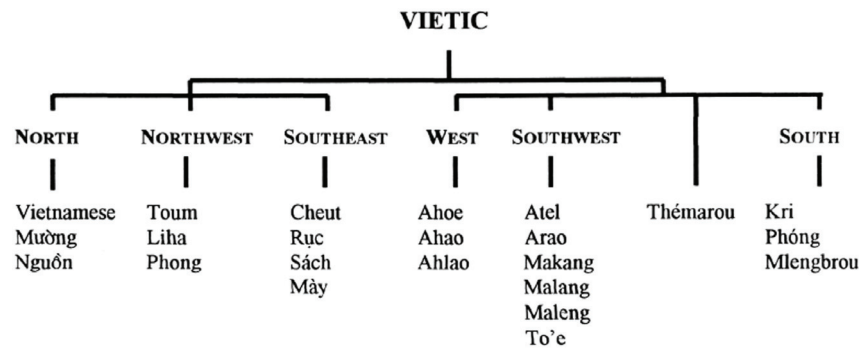 VIETIC
NORTH NORTHWEST SOUTHEAST WEST SOUTHWEST SOUTH
Vietnamese Toum Cheut Ahoe Atel Thémarou Kri
Mường Liha Rục Ahao Arao Phóng
Nguồn Phong Sách Ahlao Makang Mlengbrou
Mày Malang
Maleng
To'e